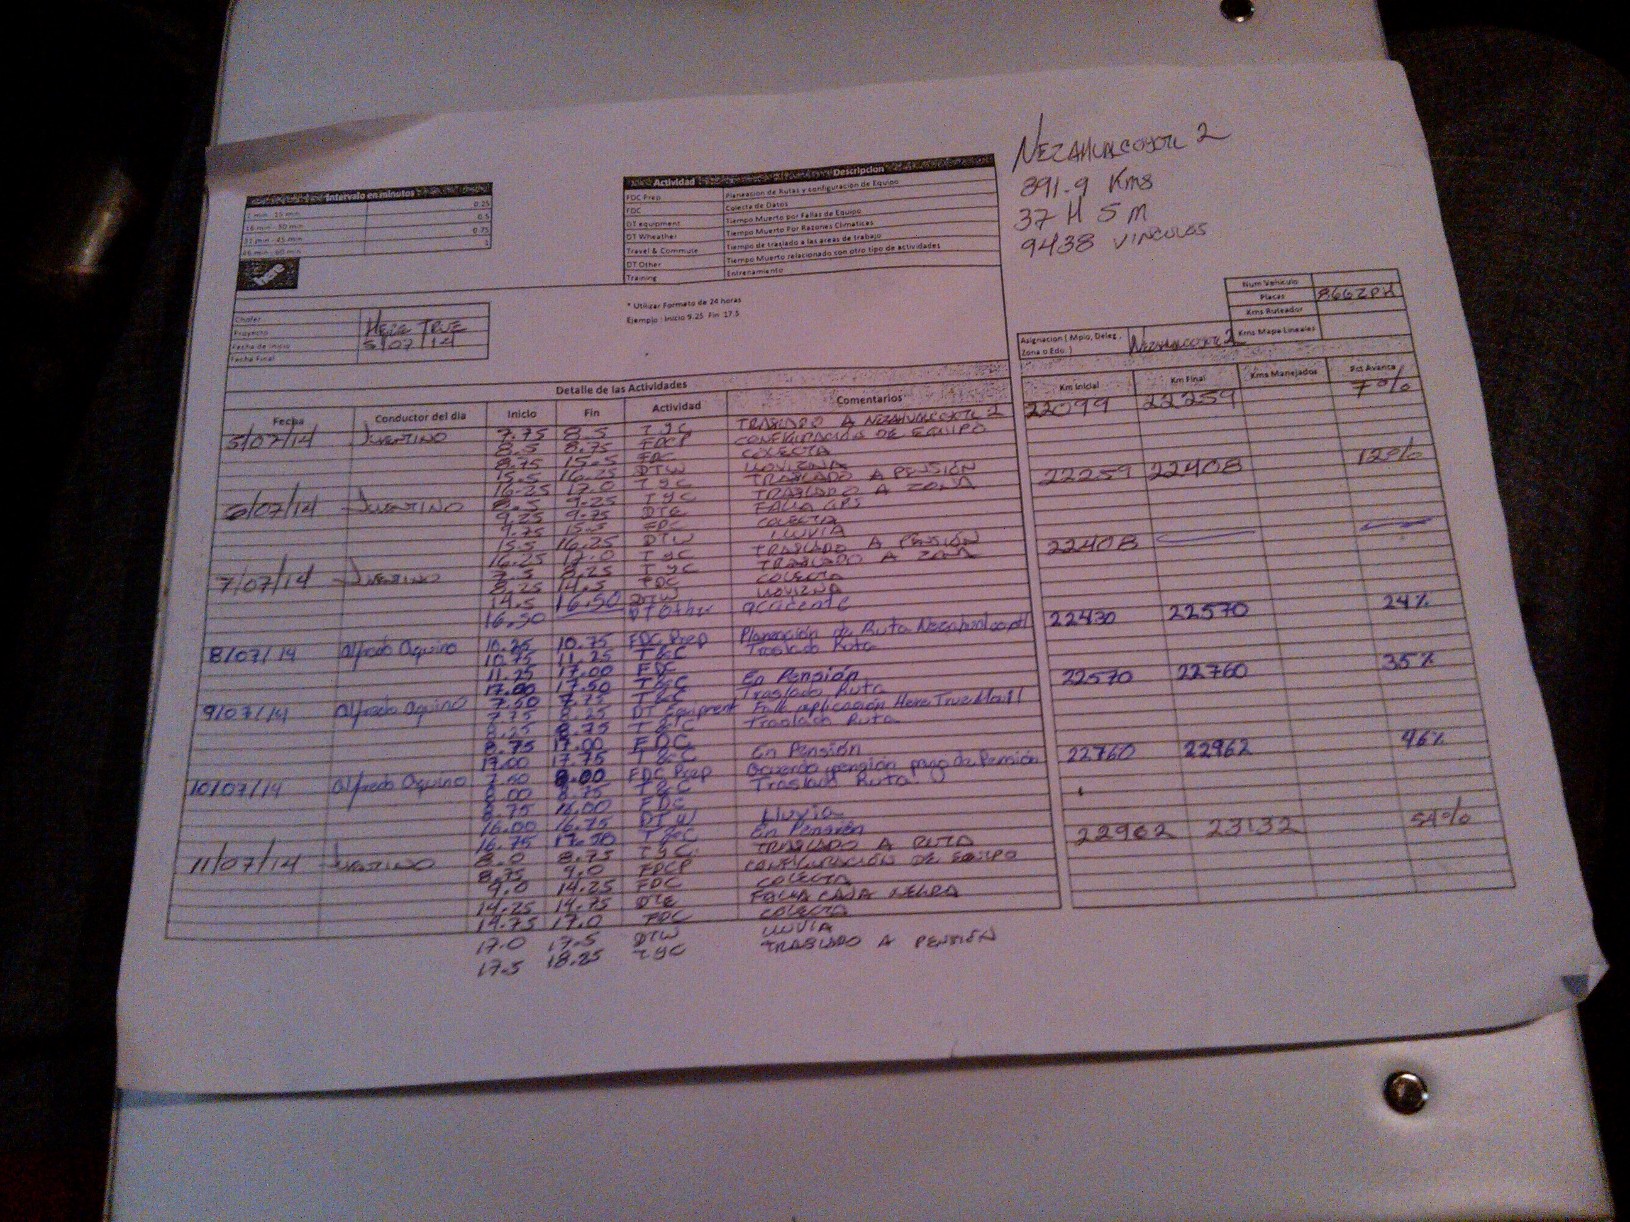 NEZAHUALCOYOTL 2
891.9 Kms
37 H 5 M
9438 VINCULOS
Intervalo en minutos
1 min - 15 min 0.25
16 min - 30 min 0.5
31 min - 45 min 0.75
46 min - 60 min 1
Actividad Descripcion
FDC Prep Planeacion de Rutas y configuracion de Equipo
FDC Colecta de Datos
DT equipment Tiempo Muerto por Fallas de Equipo
DT Wheather Tiempo Muerto Por Razones Climaticas
Travel & Commute Tiempo de traslado a las areas de trabajo
DT Other Tiempo Muerto relacionado con otro tipo de actividades
Training Entrenamiento
* Utilizar Formato de 24 horas
Ejemplo : Inicio 9.25 Fin 17.5
Chofer
Proyecto HERE TRUE
Fecha de Inicio 5/07/14
Fecha Final
Num Vehiculo
Placas
Kms Ruteador
Kms Mapa Lineales
Asignacion ( Mpio, Deleg, Zona o Edo. ) NEZAHUALCOYOTL 2
Detalle de las Actividades
Fecha Conductor del dia Inicio Fin Actividad Comentarios Km Inicial Km Final Kms Manejados Pct Avance
5/07/14 JUVENTINO 7.75 8.5 T y C TRASLADO A NEZAHUALCOYOTL 2 22099 22259 7%
8.5 8.75 FDCP CONFIGURACIÓN DE EQUIPO
8.75 15.5 FDC COLECTA
15.5 16.25 DTW LLOVIZNA
16.25 17.0 T y C TRASLADO A PENSIÓN
6/07/14 JUVENTINO 8.5 9.25 T y C TRASLADO A ZONA 22259 22408 12%
9.25 9.75 DTE FALLA GPS
9.75 15.5 FDC COLECTA
15.5 16.25 DTW LLUVIA
16.25 17.0 T y C TRASLADO A PENSIÓN
7/07/14 JUVENTINO 7.5 8.25 T y C TRASLADO A ZONA 22408
8.25 14.5 FDC COLECTA
14.5 16.50 DTW LLOVIZNA
16.50 DT Other accidente
8/07/14 Alfredo Aquino 10.25 10.75 FDC Prep Planeación de Ruta Nezahualcoyotl 22430 22570 24%
10.75 11.25 T&C Traslado Ruta
11.25 17.00 FDC
17.00 17.50 T&C En Pensión
9/07/14 Alfredo Aquino 7.50 7.75 T&C Traslado Ruta 22570 22760 35%
7.75 8.25 DT Equipment Falla aplicación Here True
8.25 8.75 T&C Traslado Ruta
8.75 17.00 FDC
17.00 17.75 T&C En Pensión
10/07/14 Alfredo Aquino 7.50 8.00 FDC Prep Acuerdo pensión pago de Pensión 22760 22962 46%
8.00 8.75 T&C Traslado Ruta
8.75 16.00 FDC
16.00 16.75 DTW Lluvia
16.75 17.50 T&C En Pensión
11/07/14 JUVENTINO 8.0 8.75 T y C TRASLADO A RUTA 22962 23132 54%
8.75 9.0 FDCP CONFIGURACIÓN DE EQUIPO
9.0 14.25 FDC COLECTA
14.25 14.75 DTE FALLA CAJA NEGRA
14.75 17.0 FDC COLECTA
17.0 17.5 DTW LLUVIA
17.5 18.25 T y C TRASLADO A PENSIÓN